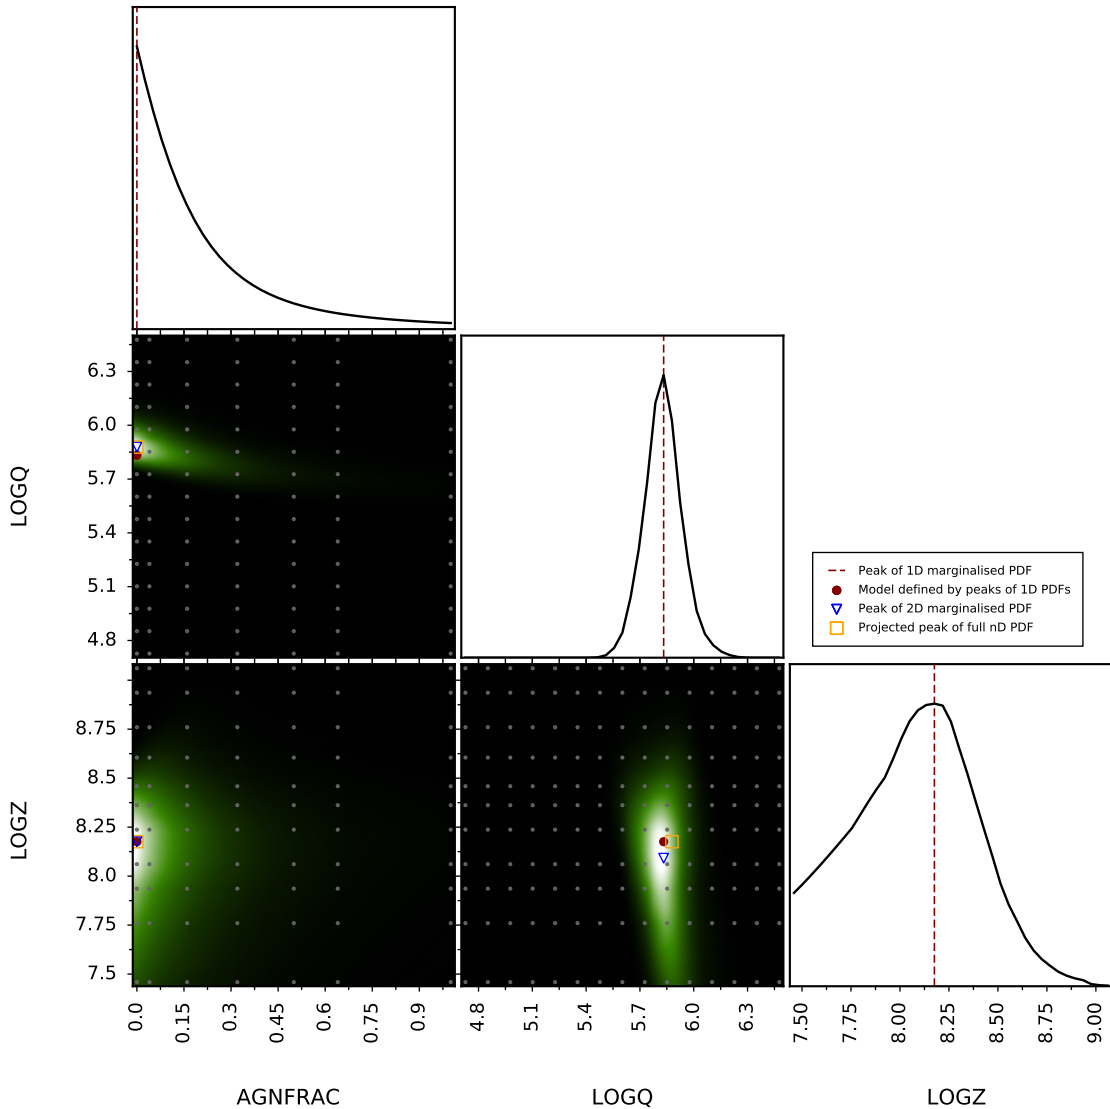 6.3
6.0
5.7
5.4
5.1
4.8
LOGQ
Peak of 1D marginalised PDF
Model defined by peaks of 1D PDFs
Peak of 2D marginalised PDF
Projected peak of full nD PDF
8.75
8.5
8.25
8.0
7.75
7.5
LOGZ
0.0 0.15 0.3 0.45 0.6 0.75 0.9
4.8 5.1 5.4 5.7 6.0 6.3
7.50 7.75 8.00 8.25 8.50 8.75 9.00
AGNFRAC LOGQ LOGZ